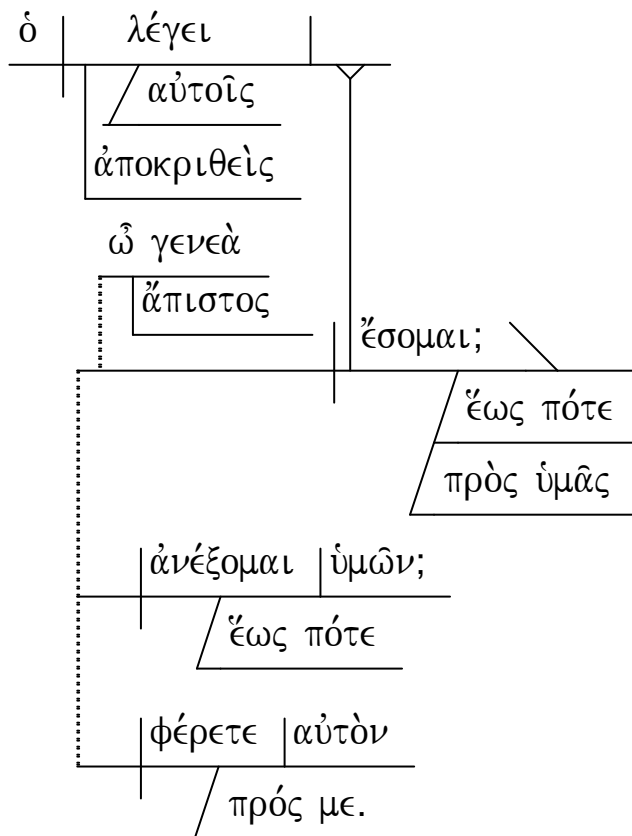 ὁ λέγει
αὐτοῖς
ἀποκριθεὶς
ὦ γενεὰ
ἄπιστος
ἔσομαι;
ἕως πότε
πρὸς ὑμᾶς
ἀνέξομαι ὑμῶν;
ἕως πότε
φέρετε αὐτὸν
πρός με.